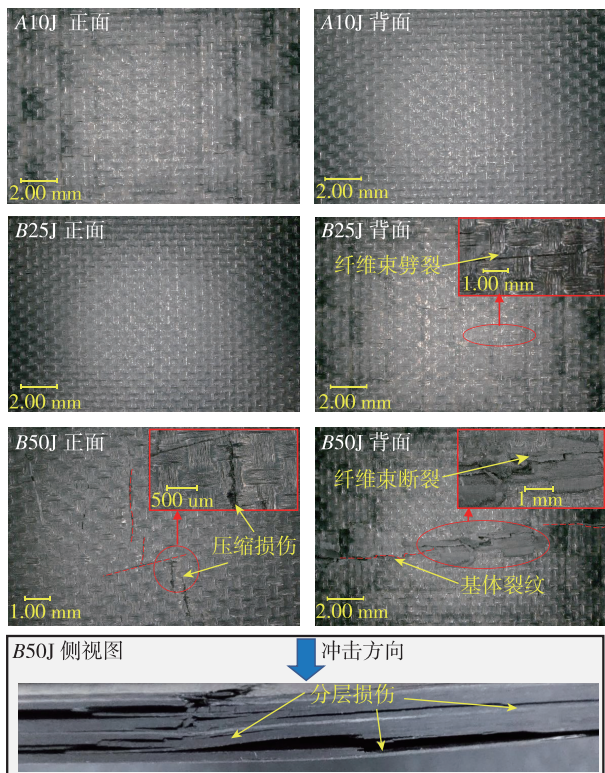 A10J 正面
2.00 mm
A10J 背面
2.00 mm
B25J 正面
2.00 mm
B25J 背面
纤维束劈裂
1.00 mm
2.00 mm
B50J 正面
500 um
压缩损伤
1.00 mm
B50J 背面
纤维束断裂
1 mm
基体裂纹
2.00 mm
B50J 侧视图
冲击方向
分层损伤